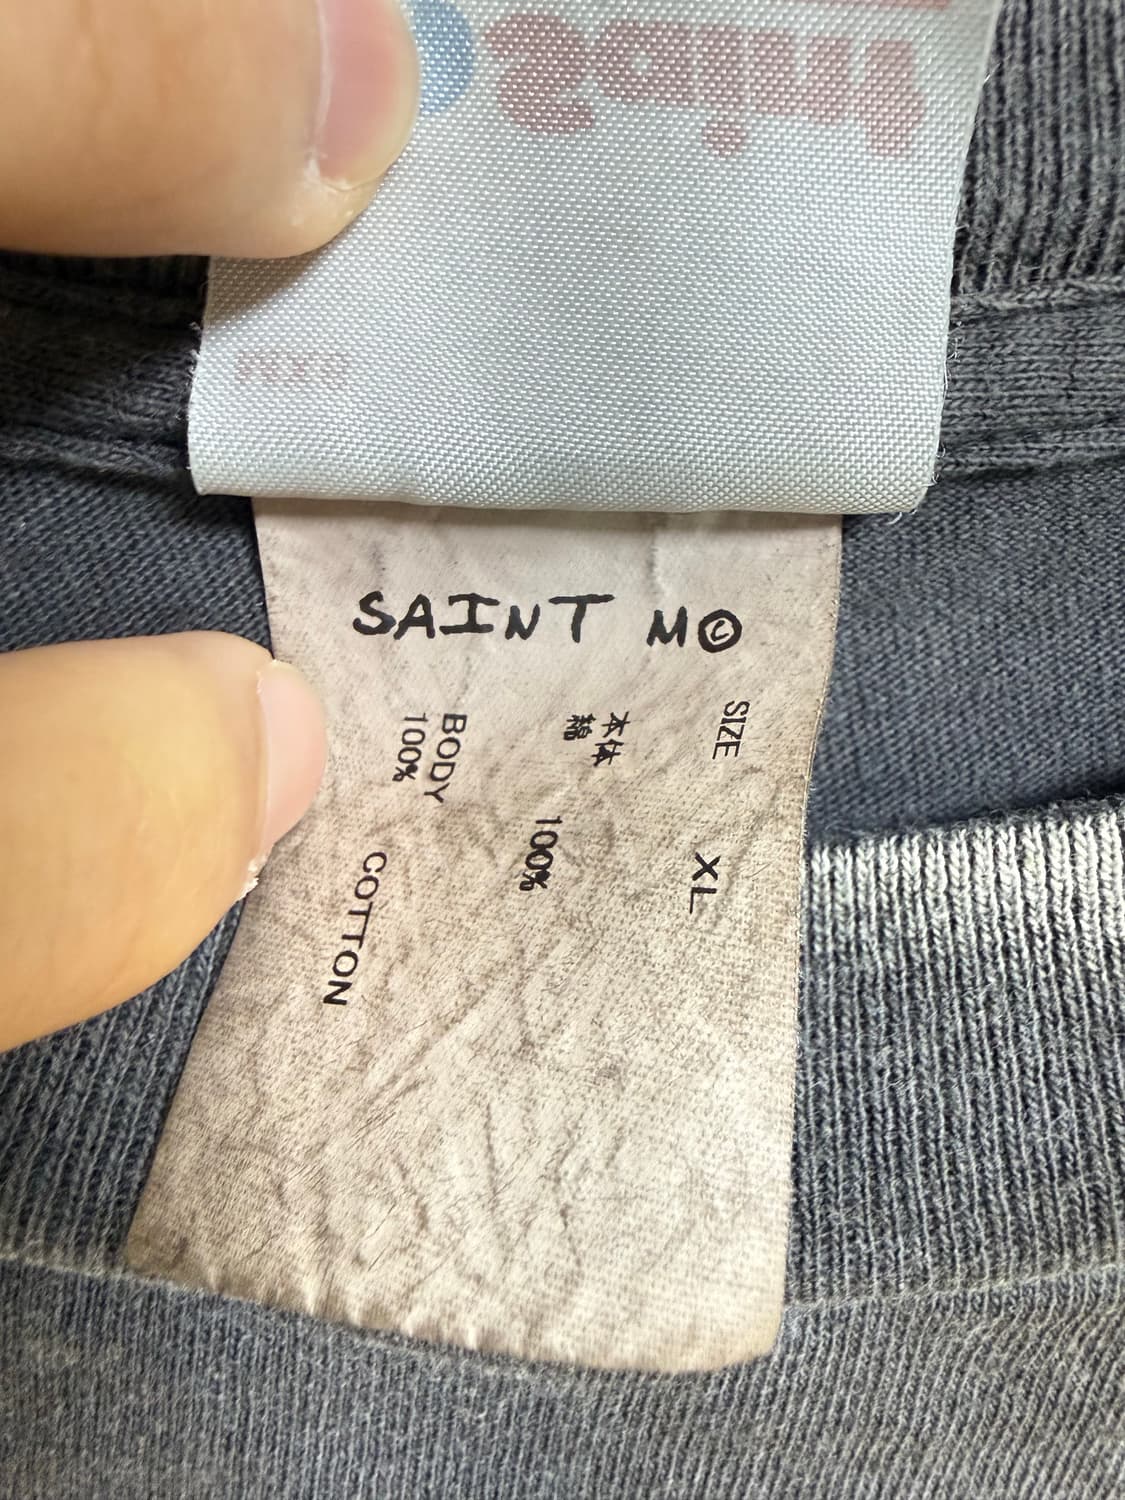 SAINT M©
SIZE XL
本体
綿 100%
BODY
100% COTTON